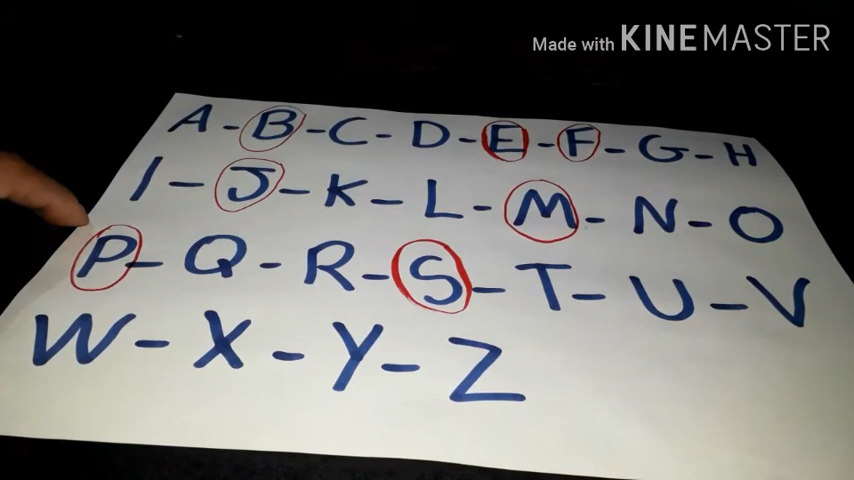 Made with KINEMASTER
A-B-C-D-E-F-G-H
I-J-K-L-M-N-O
P-Q-R-S-T-U-V
W-X-Y-Z